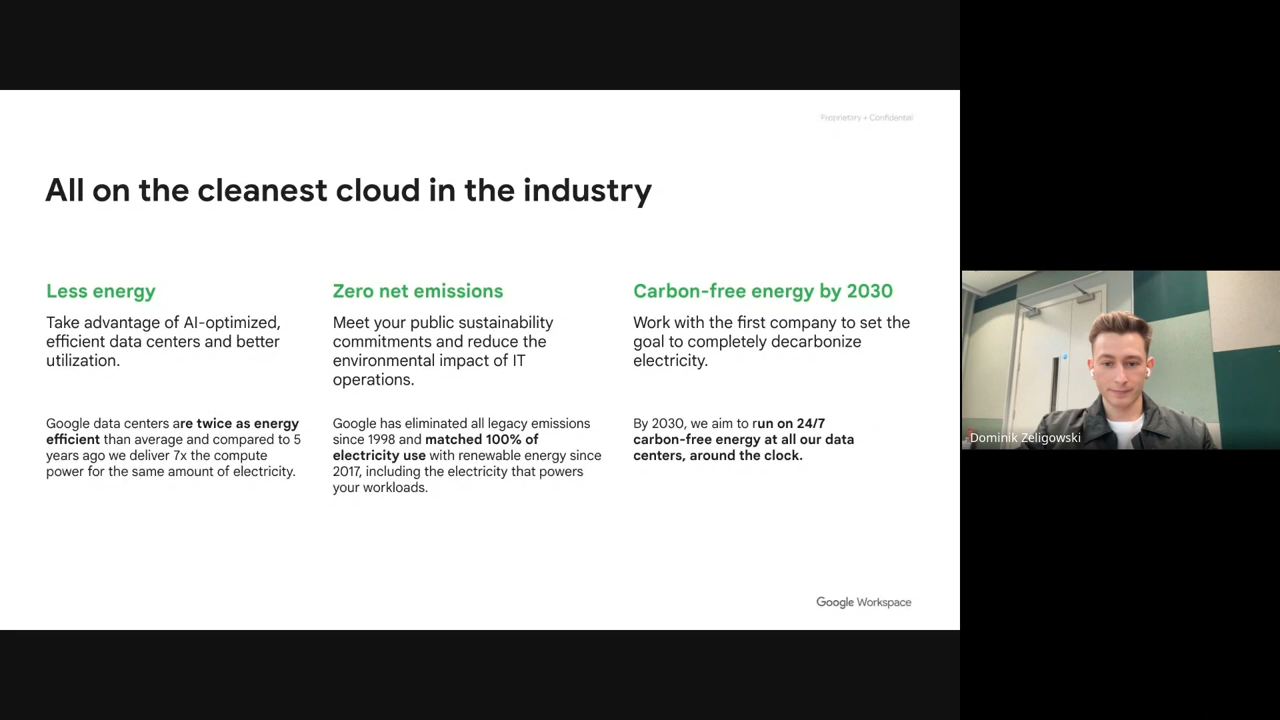 Proprietary + Confidential
All on the cleanest cloud in the industry
Less energy
Take advantage of AI-optimized,
efficient data centers and better
utilization.
Google data centers are twice as energy
efficient than average and compared to 5
years ago we deliver 7x the compute
power for the same amount of electricity.
Zero net emissions
Meet your public sustainability
commitments and reduce the
environmental impact of IT
operations.
Google has eliminated all legacy emissions
since 1998 and matched 100% of
electricity use with renewable energy since
2017, including the electricity that powers
your workloads.
Carbon-free energy by 2030
Work with the first company to set the
goal to completely decarbonize
electricity.
By 2030, we aim to run on 24/7
carbon-free energy at all our data
centers, around the clock.
Google Workspace
Dominik Zeligowski